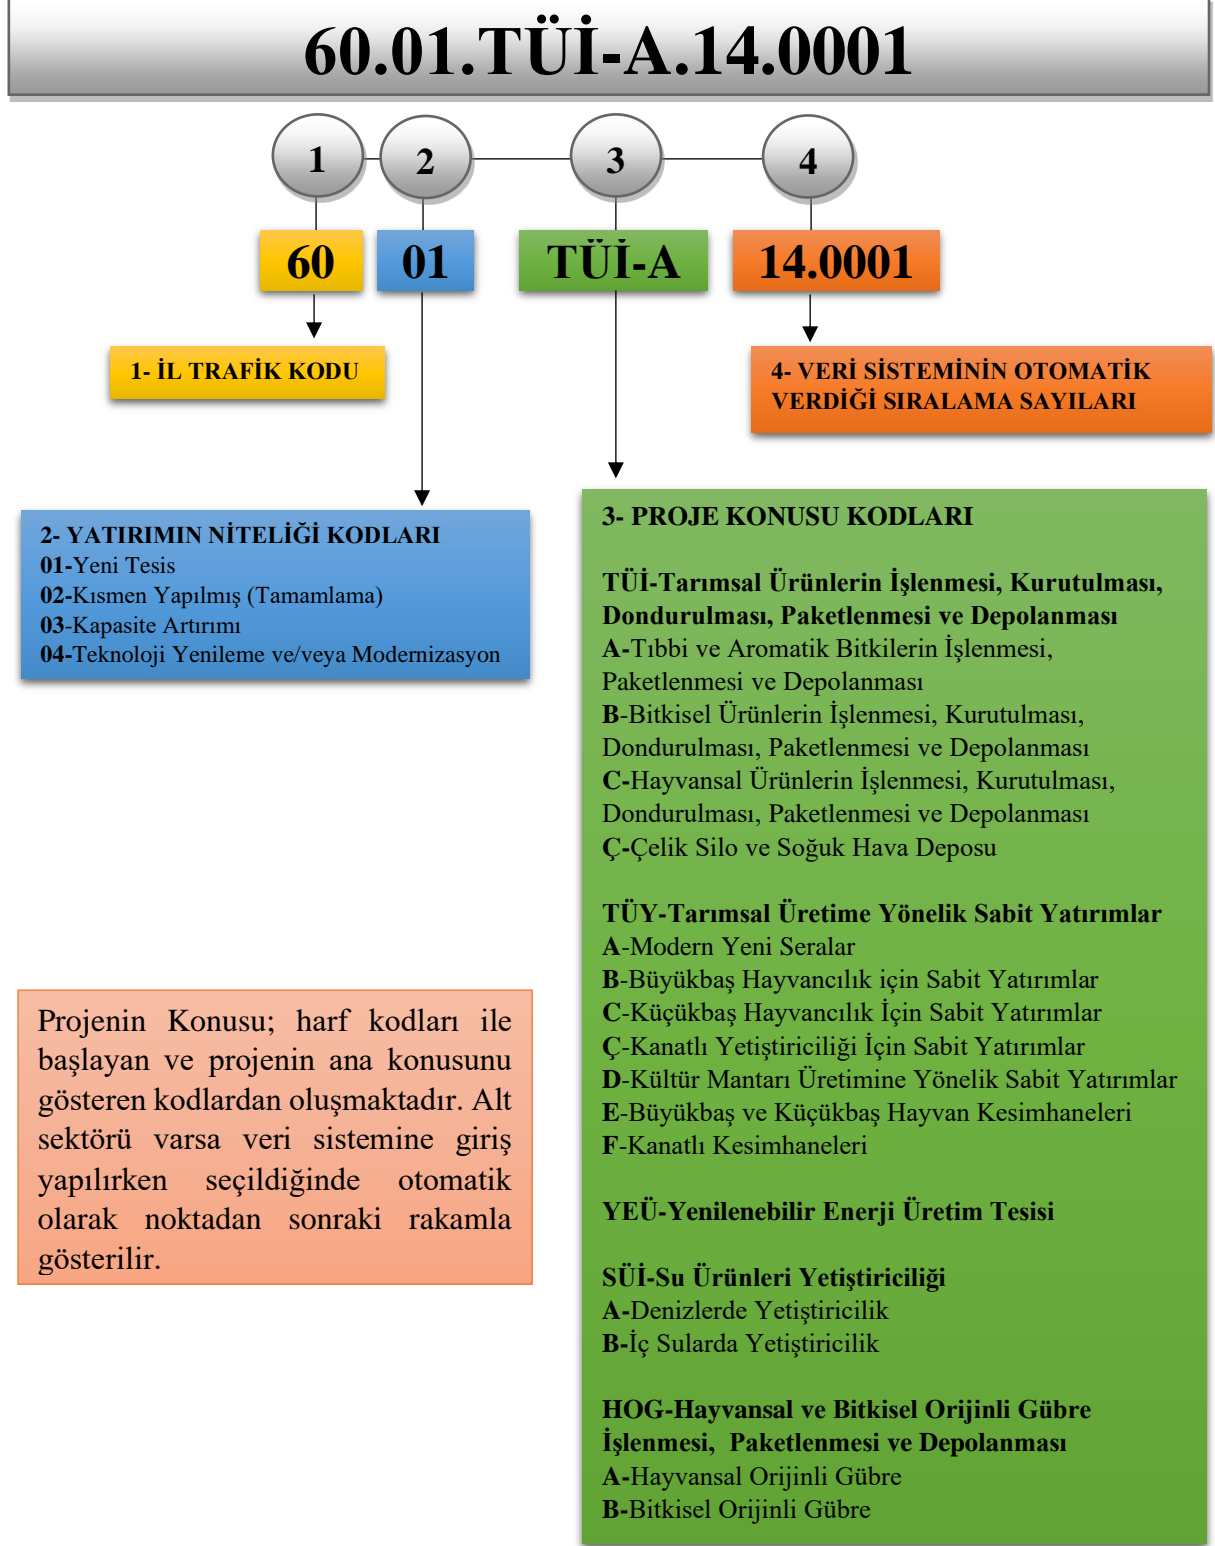 60.01.TÜİ-A.14.0001
1
2
3
4
60
01
TÜİ-A
14.0001
1- İL TRAFİK KODU
4- VERİ SİSTEMİNİN OTOMATİK
VERDİĞİ SIRALAMA SAYILARI
2- YATIRIMIN NİTELİĞİ KODLARI
01-Yeni Tesis
02-Kısmen Yapılmış (Tamamlama)
03-Kapasite Artırımı
04-Teknoloji Yenileme ve/veya Modernizasyon
3- PROJE KONUSU KODLARI
TÜİ-Tarımsal Ürünlerin İşlenmesi, Kurutulması,
Dondurulması, Paketlenmesi ve Depolanması
A-Tıbbi ve Aromatik Bitkilerin İşlenmesi,
Paketlenmesi ve Depolanması
B-Bitkisel Ürünlerin İşlenmesi, Kurutulması,
Dondurulması, Paketlenmesi ve Depolanması
C-Hayvansal Ürünlerin İşlenmesi, Kurutulması,
Dondurulması, Paketlenmesi ve Depolanması
Ç-Çelik Silo ve Soğuk Hava Deposu
TÜY-Tarımsal Üretime Yönelik Sabit Yatırımlar
A-Modern Yeni Seralar
B-Büyükbaş Hayvancılık için Sabit Yatırımlar
C-Küçükbaş Hayvancılık İçin Sabit Yatırımlar
Ç-Kanatlı Yetiştiriciliği İçin Sabit Yatırımlar
D-Kültür Mantarı Üretimine Yönelik Sabit Yatırımlar
E-Büyükbaş ve Küçükbaş Hayvan Kesimhaneleri
F-Kanatlı Kesimhaneleri
YEÜ-Yenilenebilir Enerji Üretim Tesisi
SÜİ-Su Ürünleri Yetiştiriciliği
A-Denizlerde Yetiştiricilik
B-İç Sularda Yetiştiricilik
HOG-Hayvansal ve Bitkisel Orijinli Gübre
İşlenmesi, Paketlenmesi ve Depolanması
A-Hayvansal Orijinli Gübre
B-Bitkisel Orijinli Gübre
Projenin Konusu; harf kodları ile
başlayan ve projenin ana konusunu
gösteren kodlardan oluşmaktadır. Alt
sektörü varsa veri sistemine giriş
yapılırken seçildiğinde otomatik
olarak noktadan sonraki rakamla
gösterilir.